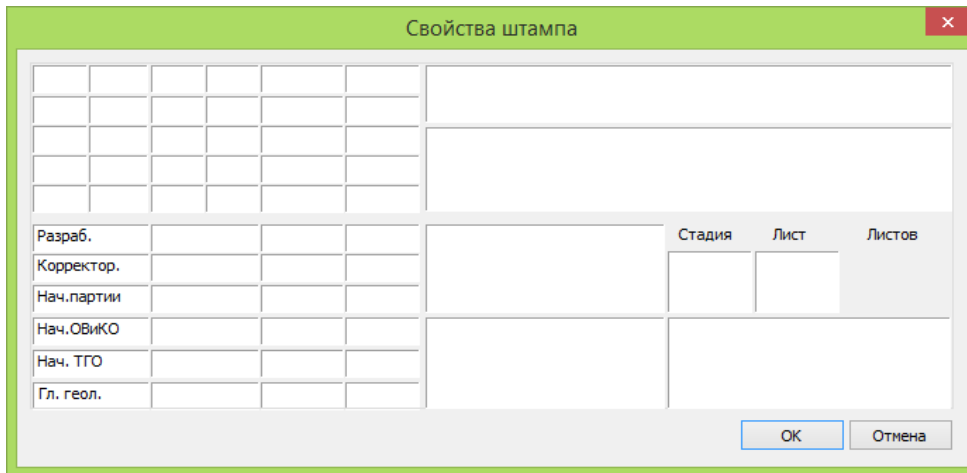 Свойства штампа
Разраб. Стадия Лист Листов
Корректор.
Нач.партии
Нач.ОВиКО
Нач. ТГО
Гл. геол.
OK Отмена